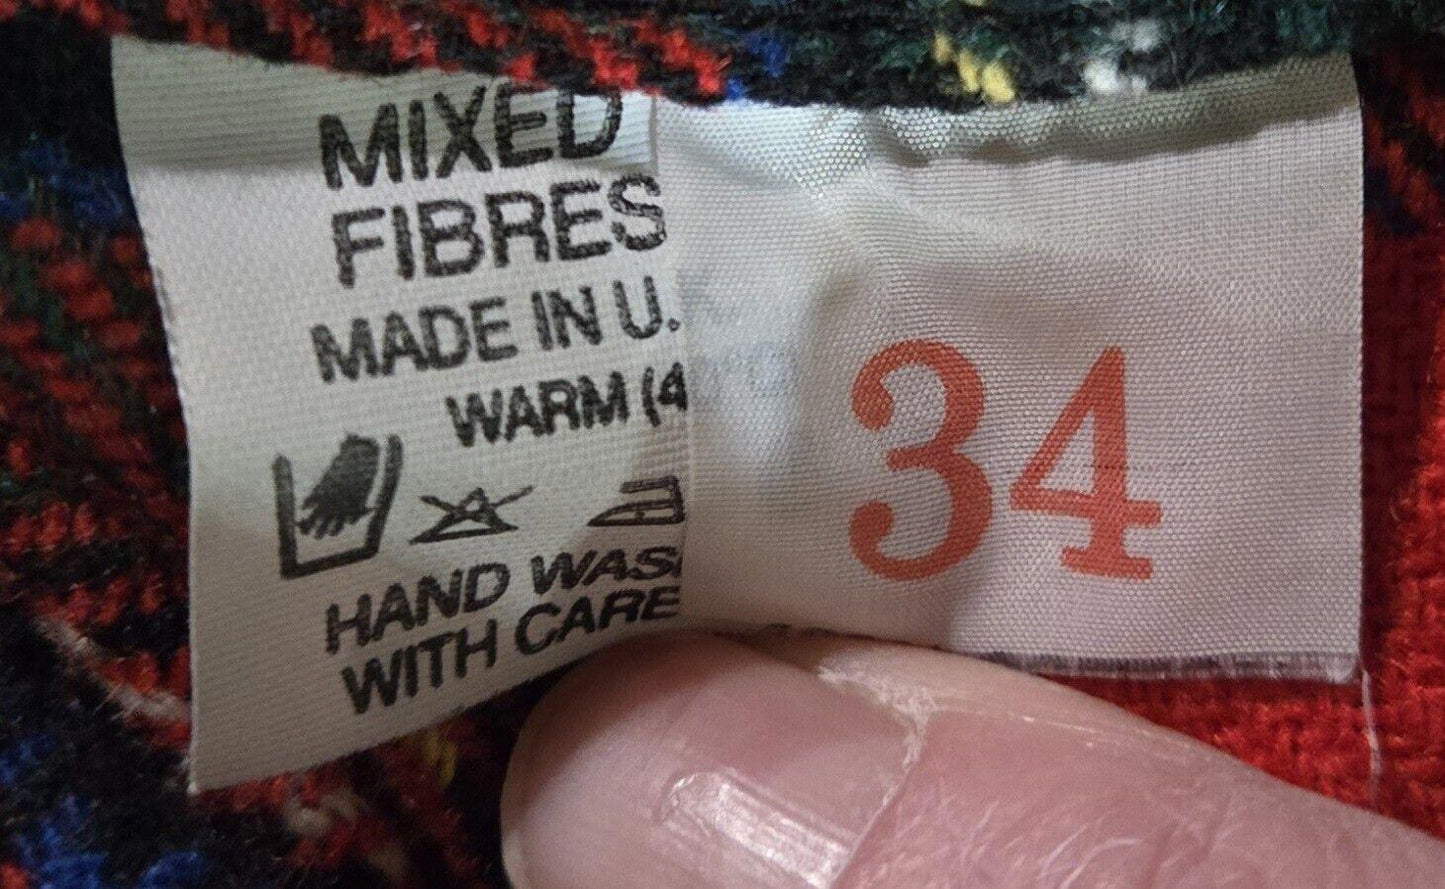 MIXED
FIBRES
MADE IN U.
WARM (4
HAND WAS
WITH CARE
34